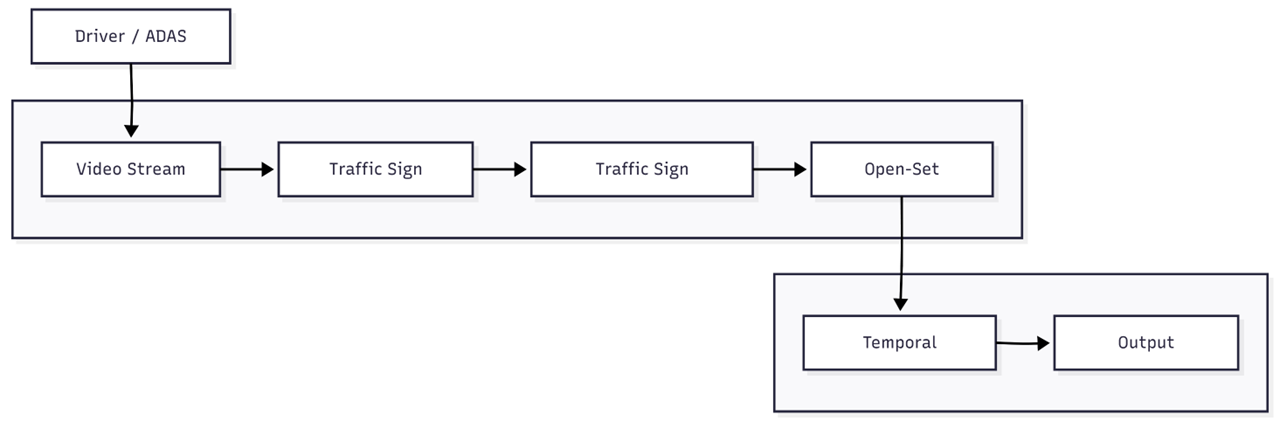 Driver / ADAS
Video Stream
Traffic Sign
Traffic Sign
Open-Set
Temporal
Output